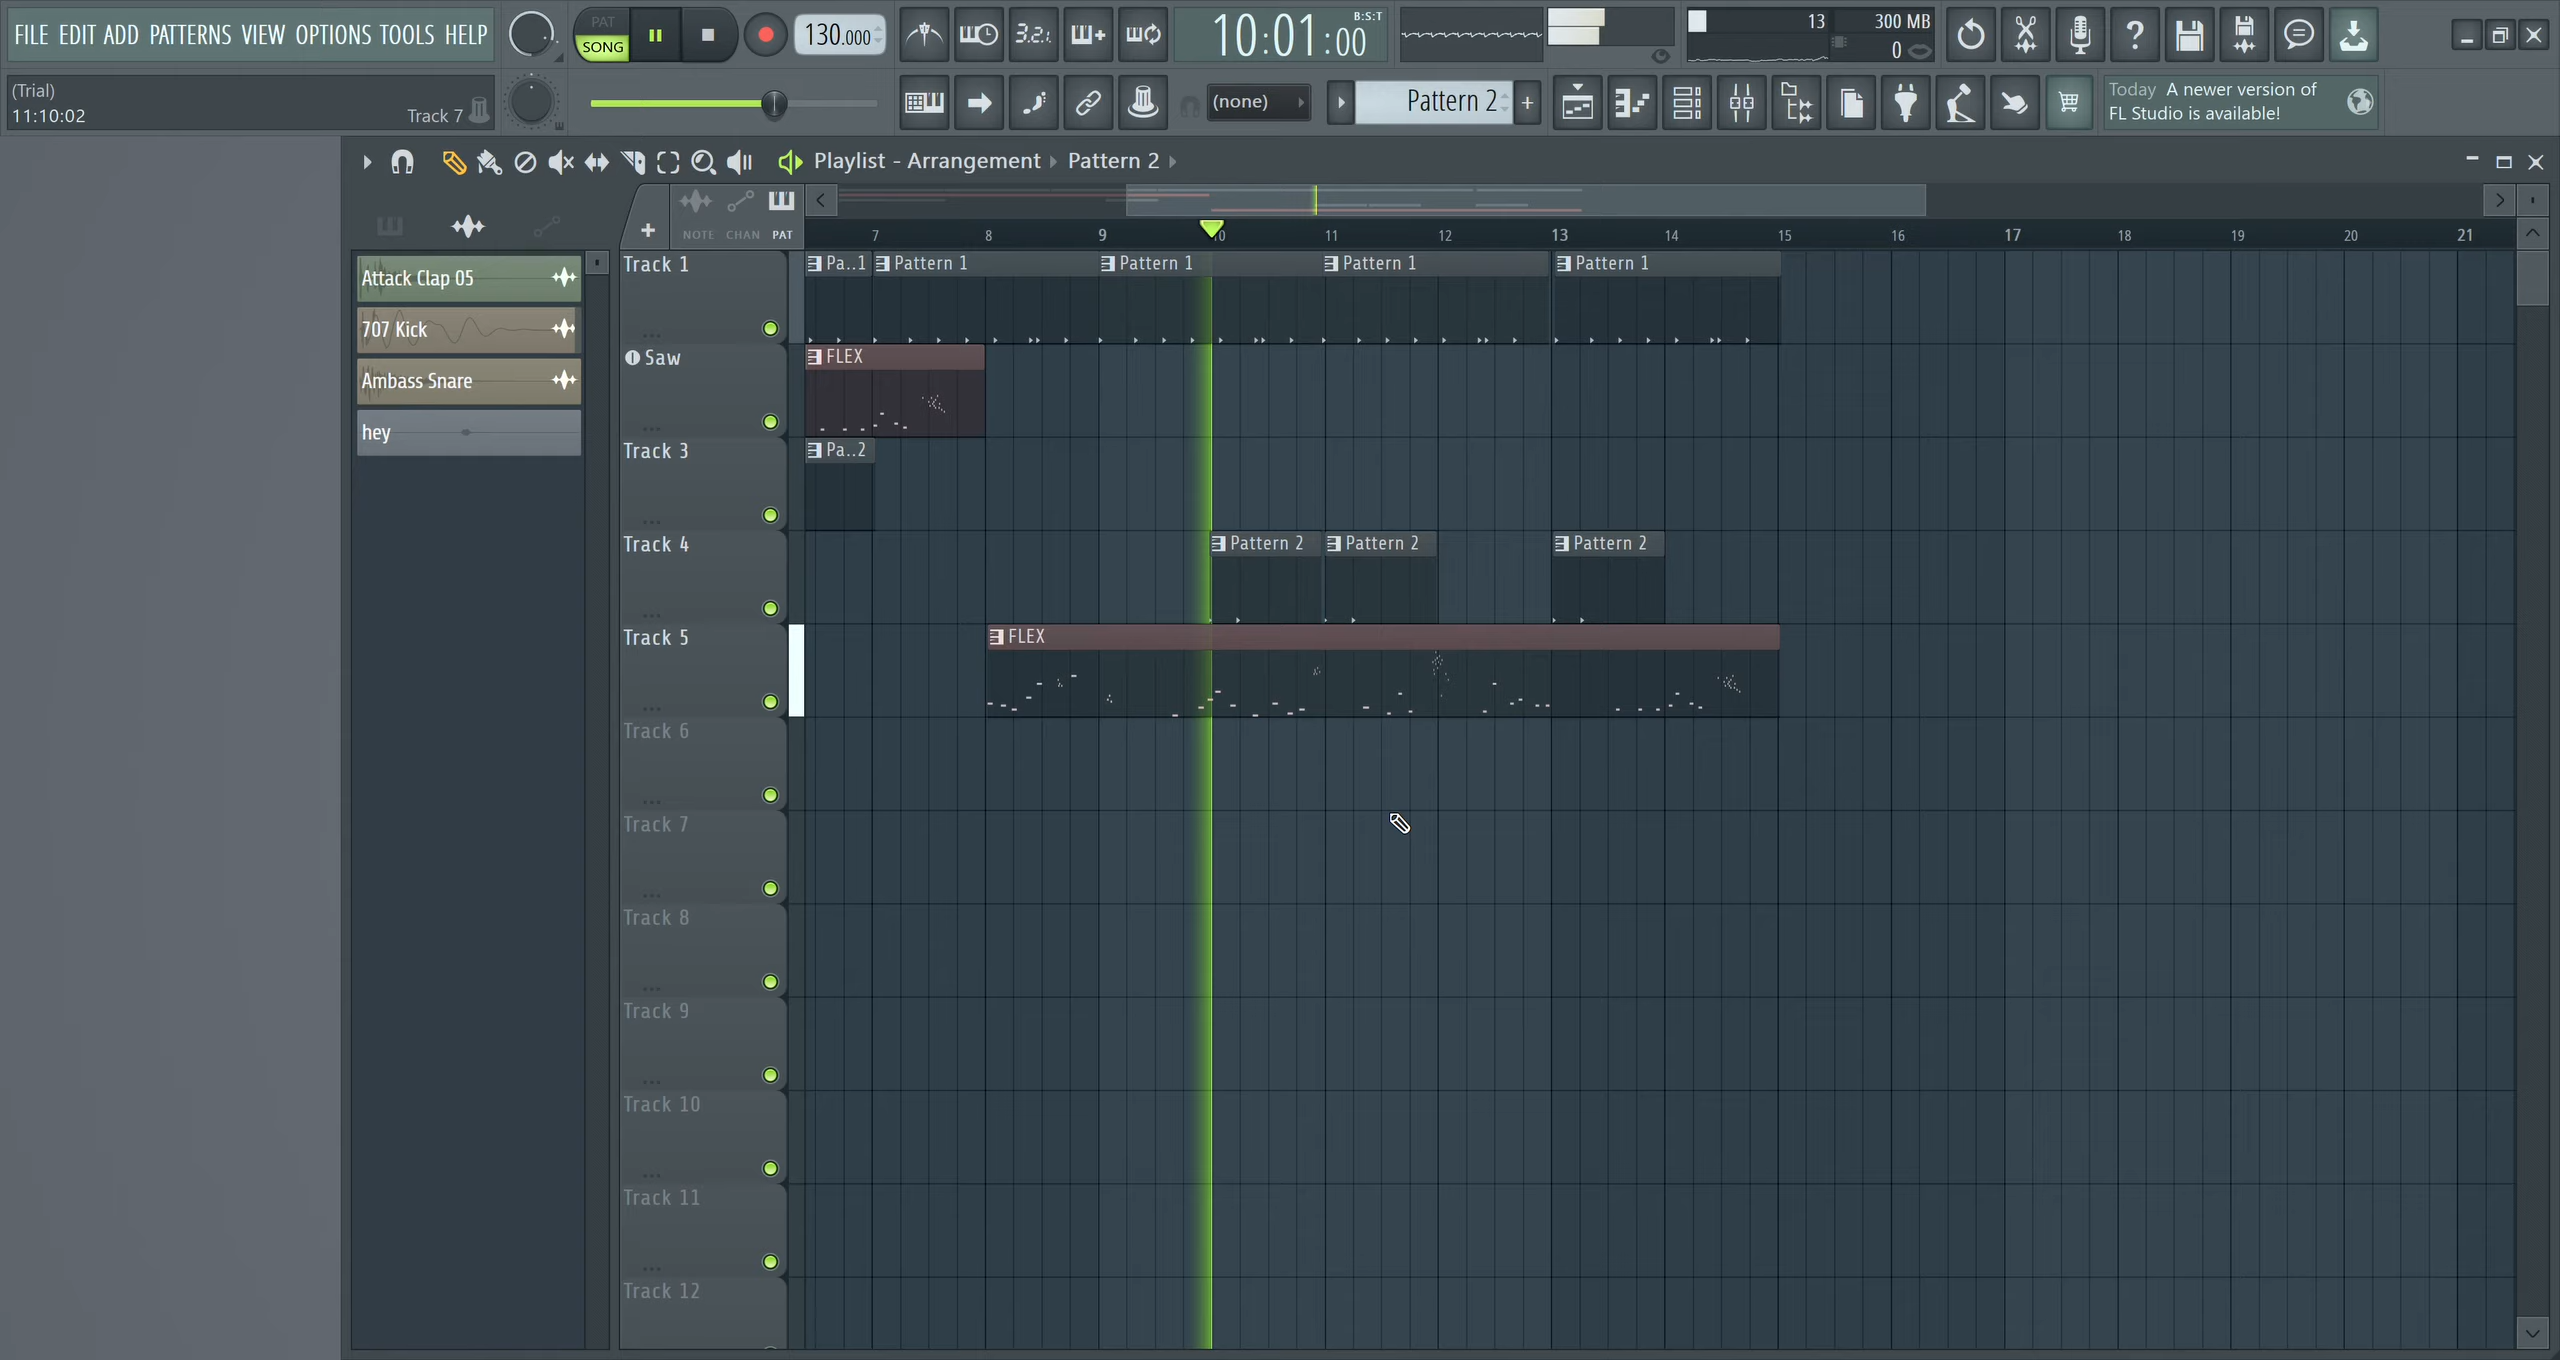 FILE EDIT ADD PATTERNS VIEW OPTIONS TOOLS HELP
PAT
SONG
130.000
3.2.1.
B:S:T
10:01:00
13
300 MB
0
(Trial)
11:10:02
Track 7
(none)
Pattern 2
Today A newer version of
FL Studio is available!
Playlist - Arrangement Pattern 2
NOTE CHAN PAT
7 8 9 10 11 12 13 14 15 16 17 18 19 20 21
Attack Clap 05
707 Kick
Ambass Snare
hey
Track 1
Pa..1 Pattern 1 Pattern 1 Pattern 1 Pattern 1
Saw
FLEX
Track 3
Pa..2
Track 4
Pattern 2 Pattern 2 Pattern 2
Track 5
FLEX
Track 6
Track 7
Track 8
Track 9
Track 10
Track 11
Track 12